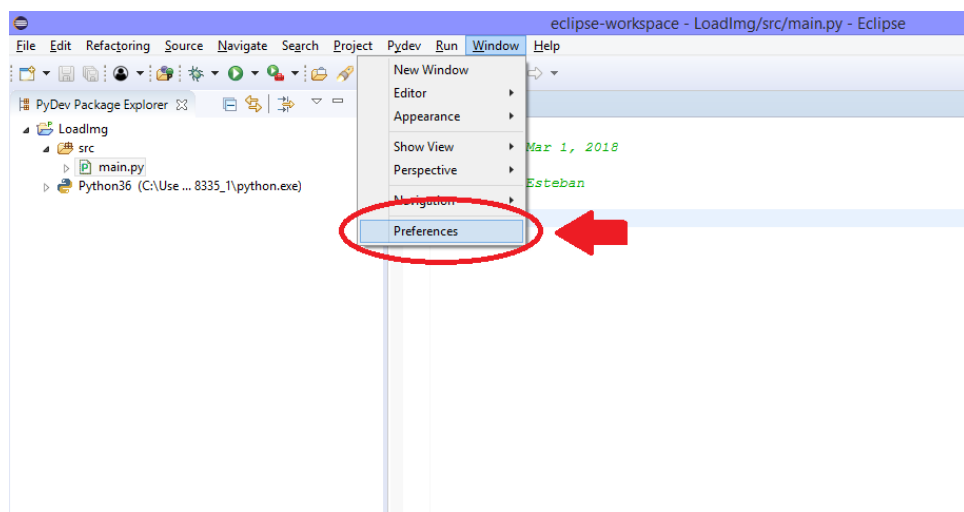 eclipse-workspace - LoadImg/src/main.py - Eclipse
File Edit Refactoring Source Navigate Search Project Pydev Run Window Help
PyDev Package Explorer
LoadImg
src
main.py
Python36 (C:\Use ... 8335_1\python.exe)
New Window
Editor
Appearance
Show View
Perspective
Navigation
Preferences
Mar 1, 2018
Esteban